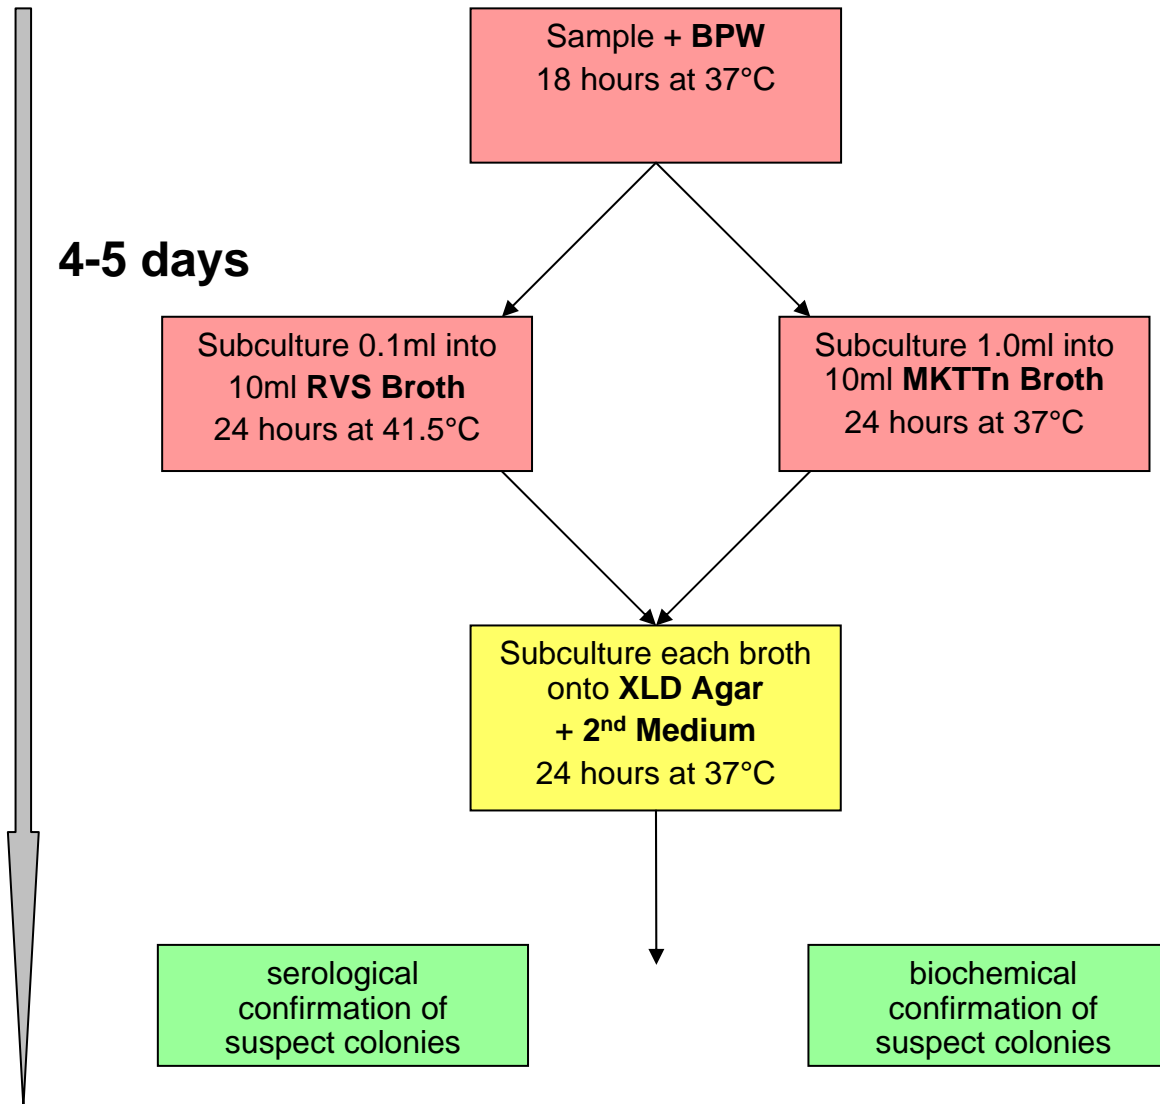 Sample + BPW
18 hours at 37°C
4-5 days
Subculture 0.1ml into
10ml RVS Broth
24 hours at 41.5°C
Subculture 1.0ml into
10ml MKTTn Broth
24 hours at 37°C
Subculture each broth
onto XLD Agar
+ 2nd Medium
24 hours at 37°C
serological
confirmation of
suspect colonies
biochemical
confirmation of
suspect colonies